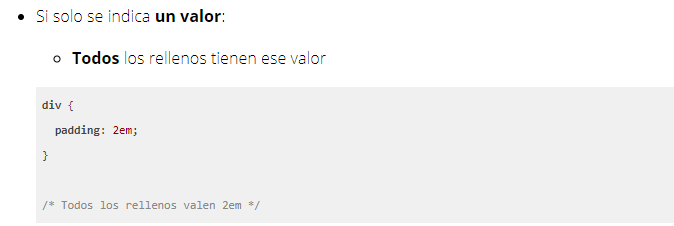 Si solo se indica un valor:
Todos los rellenos tienen ese valor
div {
  padding: 2em;
}
/* Todos los rellenos valen 2em */